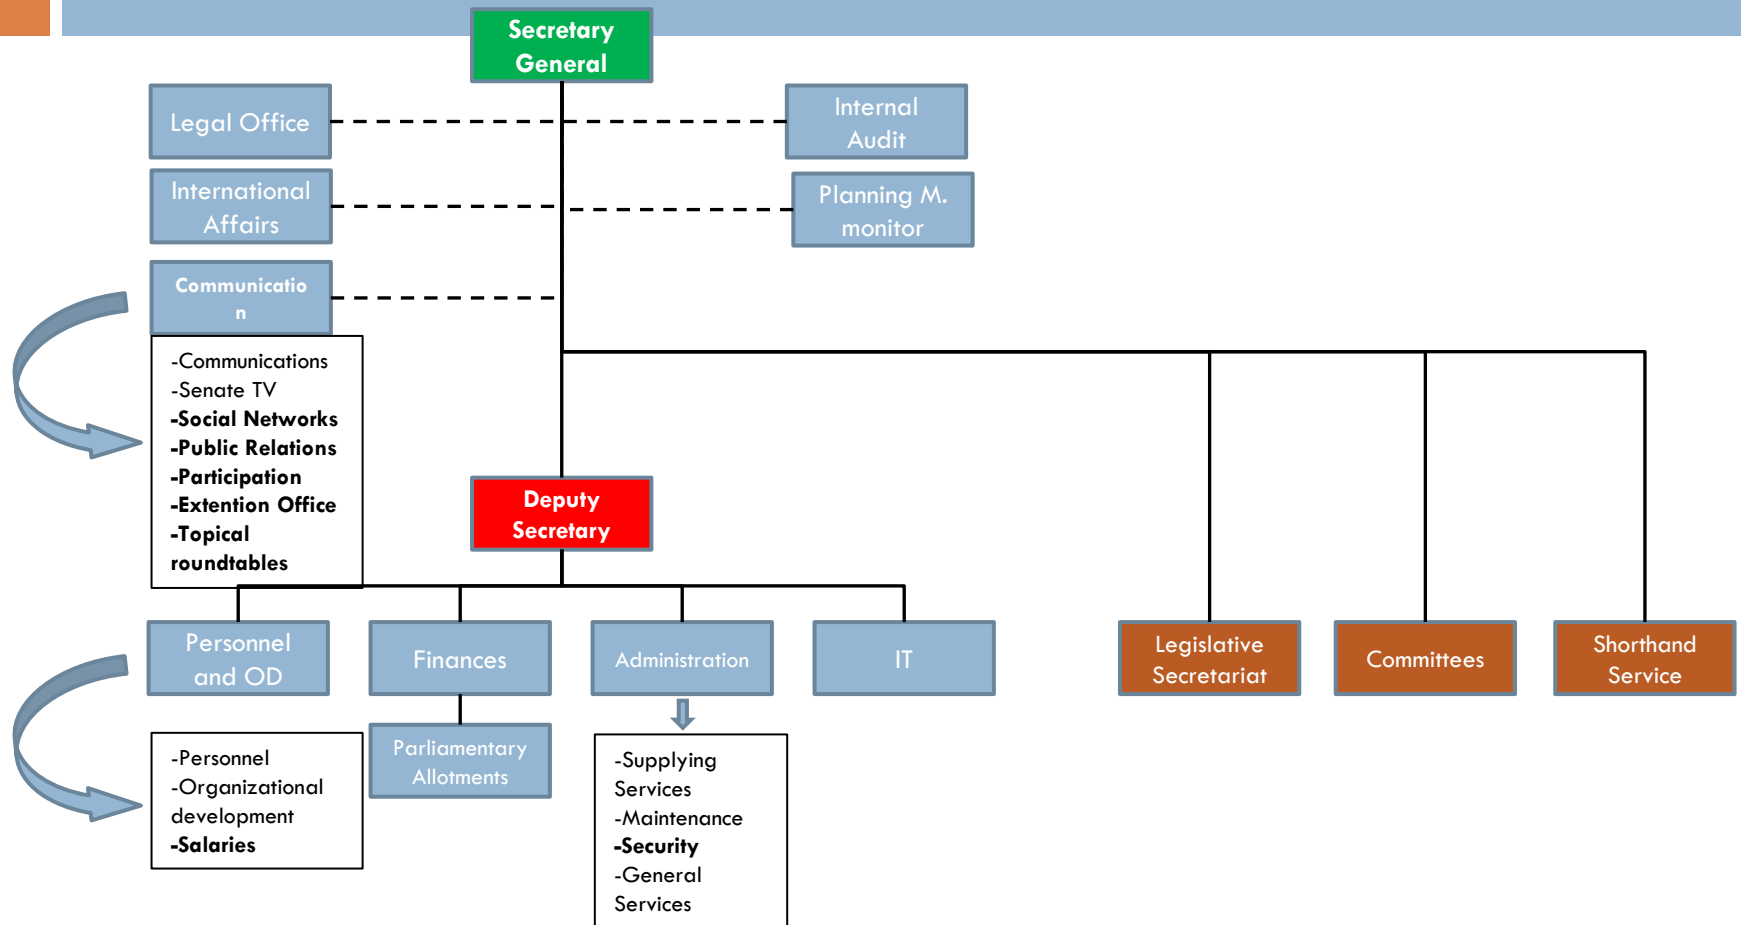 Secretary
General
Legal Office
Internal
Audit
International
Affairs
Planning M.
monitor
Communicatio
n
-Communications
-Senate TV
-Social Networks
-Public Relations
-Participation
-Extention Office
-Topical
roundtables
Deputy
Secretary
Personnel
and OD
Finances
Administration
IT
Legislative
Secretariat
Committees
Shorthand
Service
-Personnel
-Organizational
development
-Salaries
Parliamentary
Allotments
-Supplying
Services
-Maintenance
-Security
-General
Services